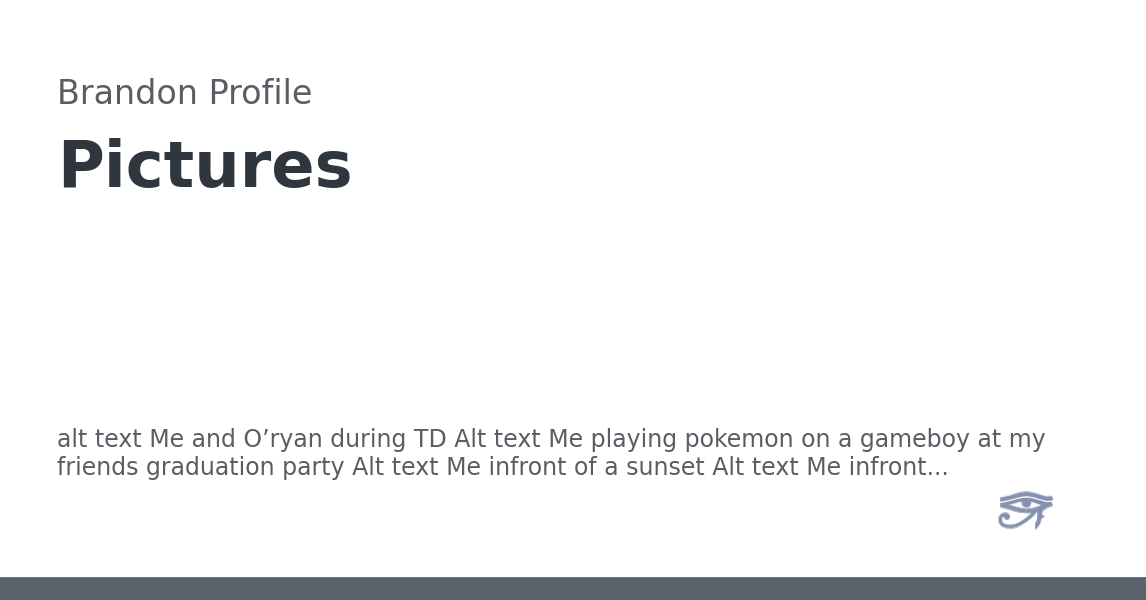 Brandon Profile
Pictures
alt text Me and O’ryan during TD Alt text Me playing pokemon on a gameboy at my
friends graduation party Alt text Me infront of a sunset Alt text Me infront...